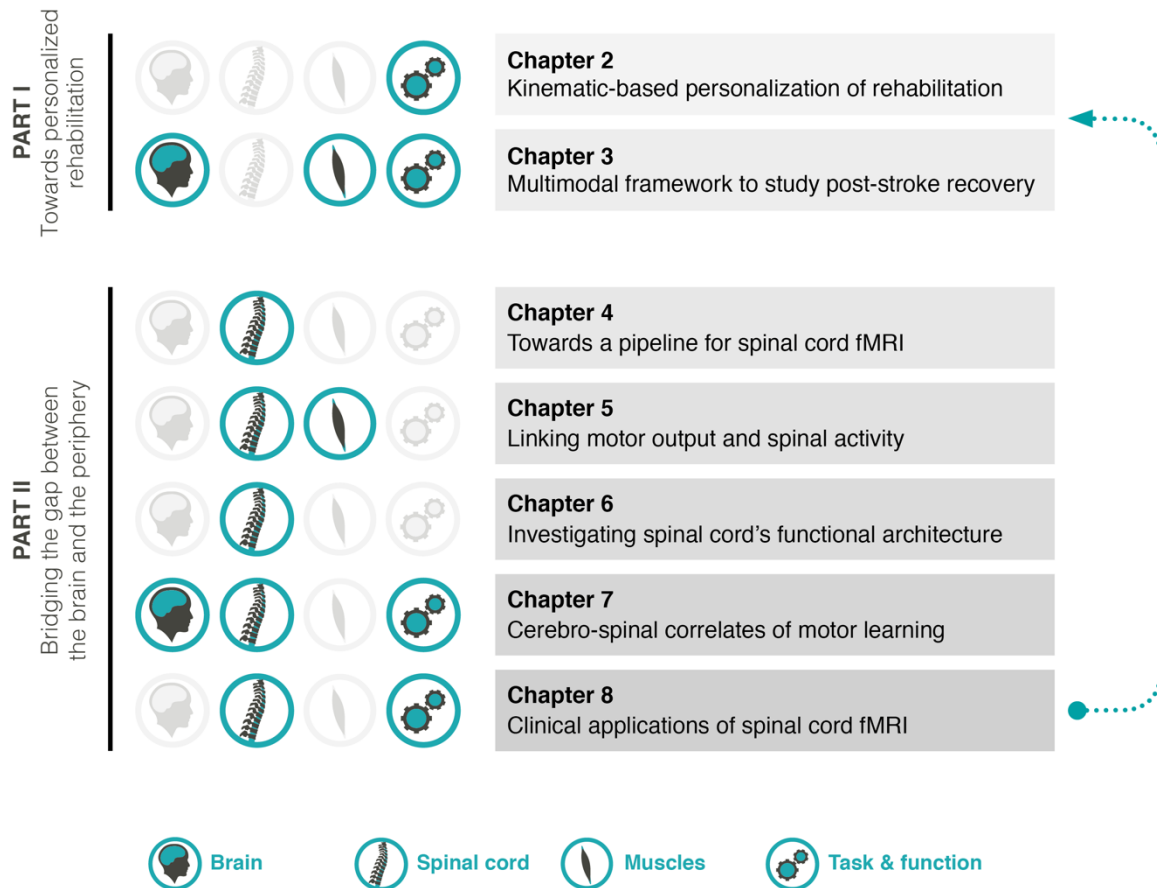 PART I
Towards personalized
rehabilitation
Chapter 2
Kinematic-based personalization of rehabilitation
Chapter 3
Multimodal framework to study post-stroke recovery
PART II
Bridging the gap between
the brain and the periphery
Chapter 4
Towards a pipeline for spinal cord fMRI
Chapter 5
Linking motor output and spinal activity
Chapter 6
Investigating spinal cord's functional architecture
Chapter 7
Cerebro-spinal correlates of motor learning
Chapter 8
Clinical applications of spinal cord fMRI
Brain
Spinal cord
Muscles
Task & function